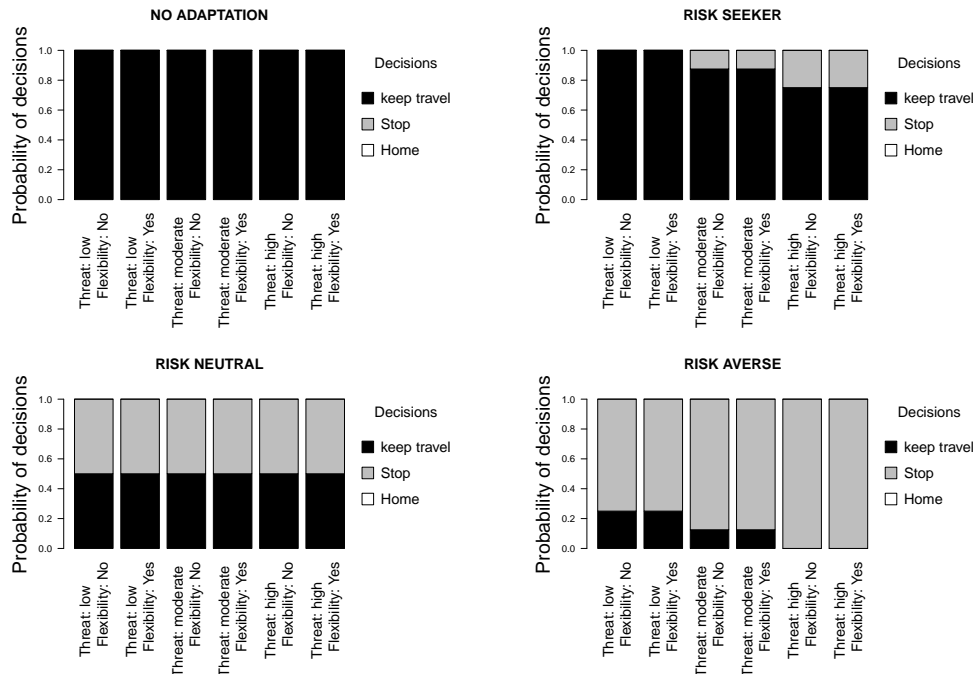 NO ADAPTATION
Probability of decisions
1.0
0.8
0.6
0.4
0.2
0.0
Threat: low
Flexibility: No
Threat: low
Flexibility: Yes
Threat: moderate
Flexibility: No
Threat: moderate
Flexibility: Yes
Threat: high
Flexibility: No
Threat: high
Flexibility: Yes
Decisions
keep travel
Stop
Home
RISK SEEKER
Probability of decisions
1.0
0.8
0.6
0.4
0.2
0.0
Threat: low
Flexibility: No
Threat: low
Flexibility: Yes
Threat: moderate
Flexibility: No
Threat: moderate
Flexibility: Yes
Threat: high
Flexibility: No
Threat: high
Flexibility: Yes
Decisions
keep travel
Stop
Home
RISK NEUTRAL
Probability of decisions
1.0
0.8
0.6
0.4
0.2
0.0
Threat: low
Flexibility: No
Threat: low
Flexibility: Yes
Threat: moderate
Flexibility: No
Threat: moderate
Flexibility: Yes
Threat: high
Flexibility: No
Threat: high
Flexibility: Yes
Decisions
keep travel
Stop
Home
RISK AVERSE
Probability of decisions
1.0
0.8
0.6
0.4
0.2
0.0
Threat: low
Flexibility: No
Threat: low
Flexibility: Yes
Threat: moderate
Flexibility: No
Threat: moderate
Flexibility: Yes
Threat: high
Flexibility: No
Threat: high
Flexibility: Yes
Decisions
keep travel
Stop
Home